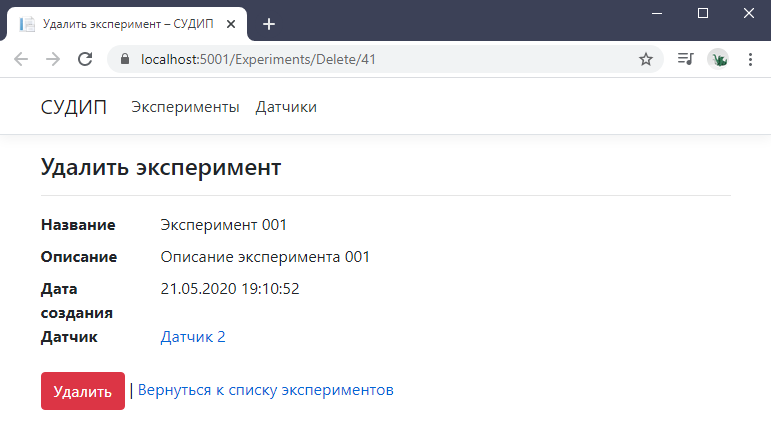 Удалить эксперимент – СУДИП
localhost:5001/Experiments/Delete/41
СУДИП Эксперименты Датчики
Удалить эксперимент
Название Эксперимент 001
Описание Описание эксперимента 001
Дата создания 21.05.2020 19:10:52
Датчик Датчик 2
Удалить | Вернуться к списку экспериментов